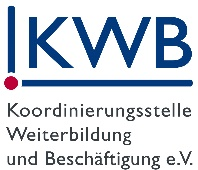 KWB
Koordinierungsstelle
Weiterbildung
und Beschäftigung e.V.